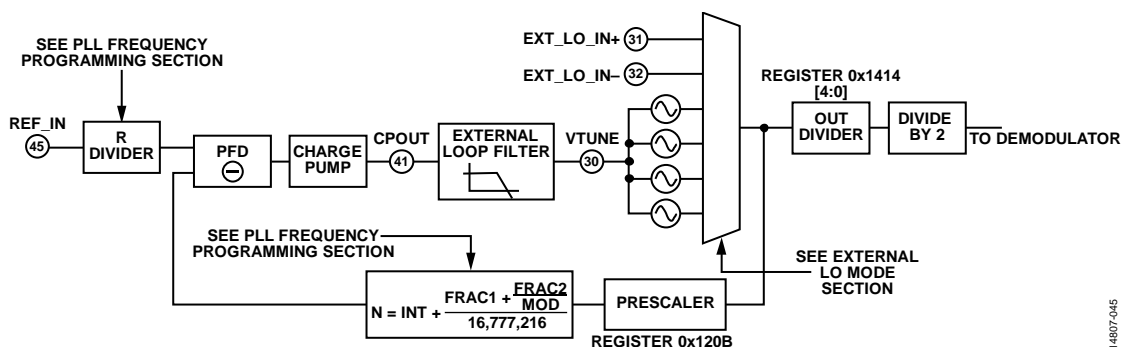 SEE PLL FREQUENCY
PROGRAMMING SECTION
REF_IN
45
R
DIVIDER
PFD
−
CHARGE
PUMP
CPOUT
41
EXTERNAL
LOOP FILTER
VTUNE
30
EXT_LO_IN+
31
EXT_LO_IN–
32
REGISTER 0x1414
[4:0]
OUT
DIVIDER
DIVIDE
BY 2
TO DEMODULATOR
SEE PLL FREQUENCY
PROGRAMMING SECTION
N = INT +
FRAC1 +
FRAC2
MOD
16,777,216
PRESCALER
REGISTER 0x120B
SEE EXTERNAL
LO MODE
SECTION
14807-045